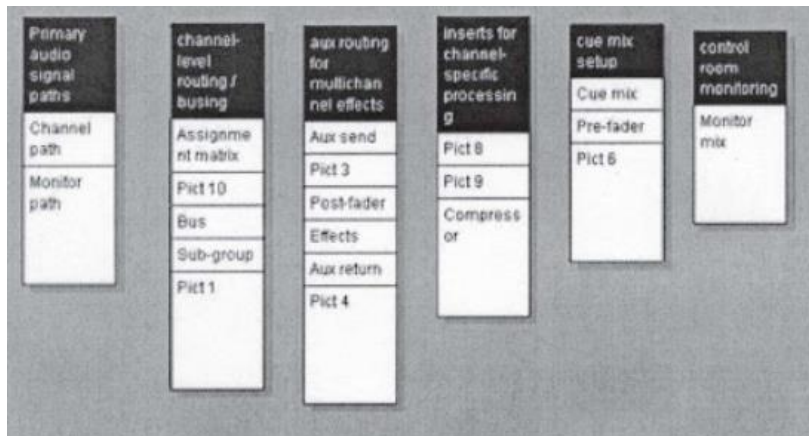 Primary
audio
signal
paths
Channel
path
Monitor
path
channel-
level
routing /
busing
Assignme
nt matrix
Pict 10
Bus
Sub-group
Pict 1
aux routing
for
multichan
nel effects
Aux send
Pict 3
Post-fader
Effects
Aux return
Pict 4
inserts for
channel-
specific
processin
g
Pict 8
Pict 9
Compress
or
cue mix
setup
Cue mix
Pre-fader
Pict 6
control
room
monitoring
Monitor
mix